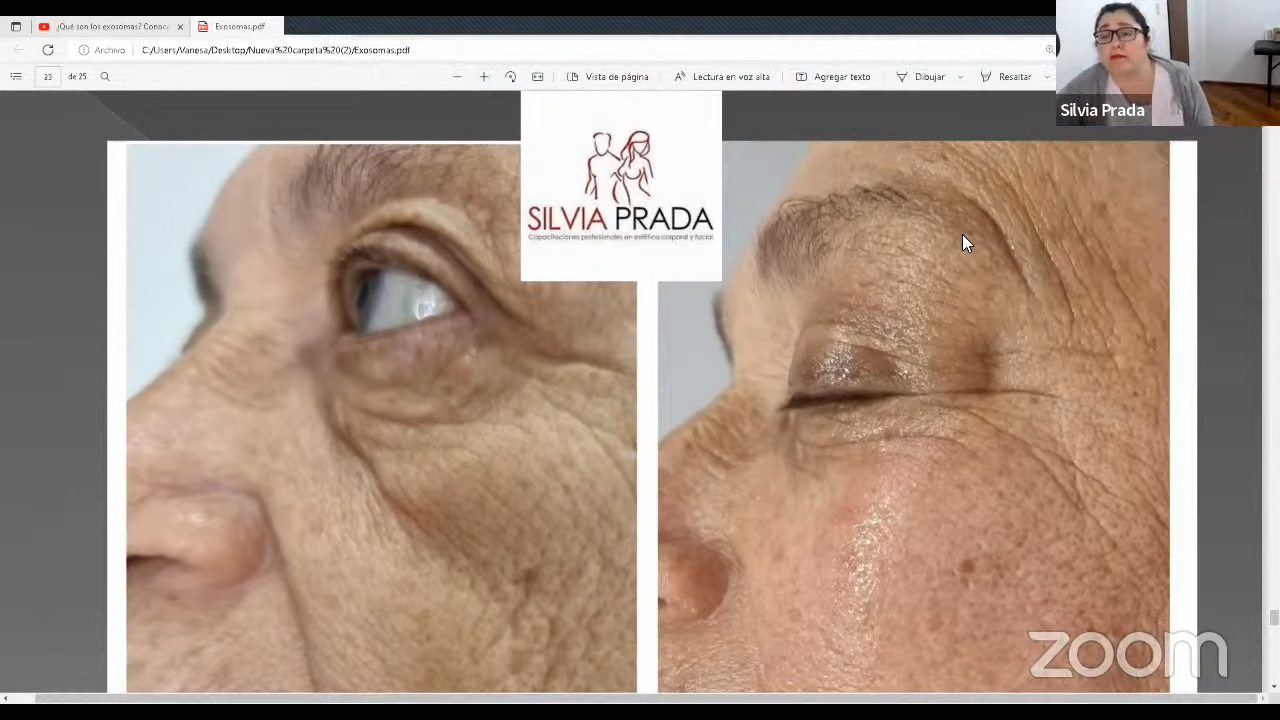 ¿Qué son los exosomas? Conoce
Exosomas.pdf
Archivo
C:/Users/Vanesa/Desktop/Nueva%20carpeta%20(2)/Exosomas.pdf
23 de 25
Vista de página
Lectura en voz alta
Agregar texto
Dibujar
Resaltar
Silvia Prada
SILVIA PRADA
Capacitaciones profesionales en estética corporal y facial
zoom